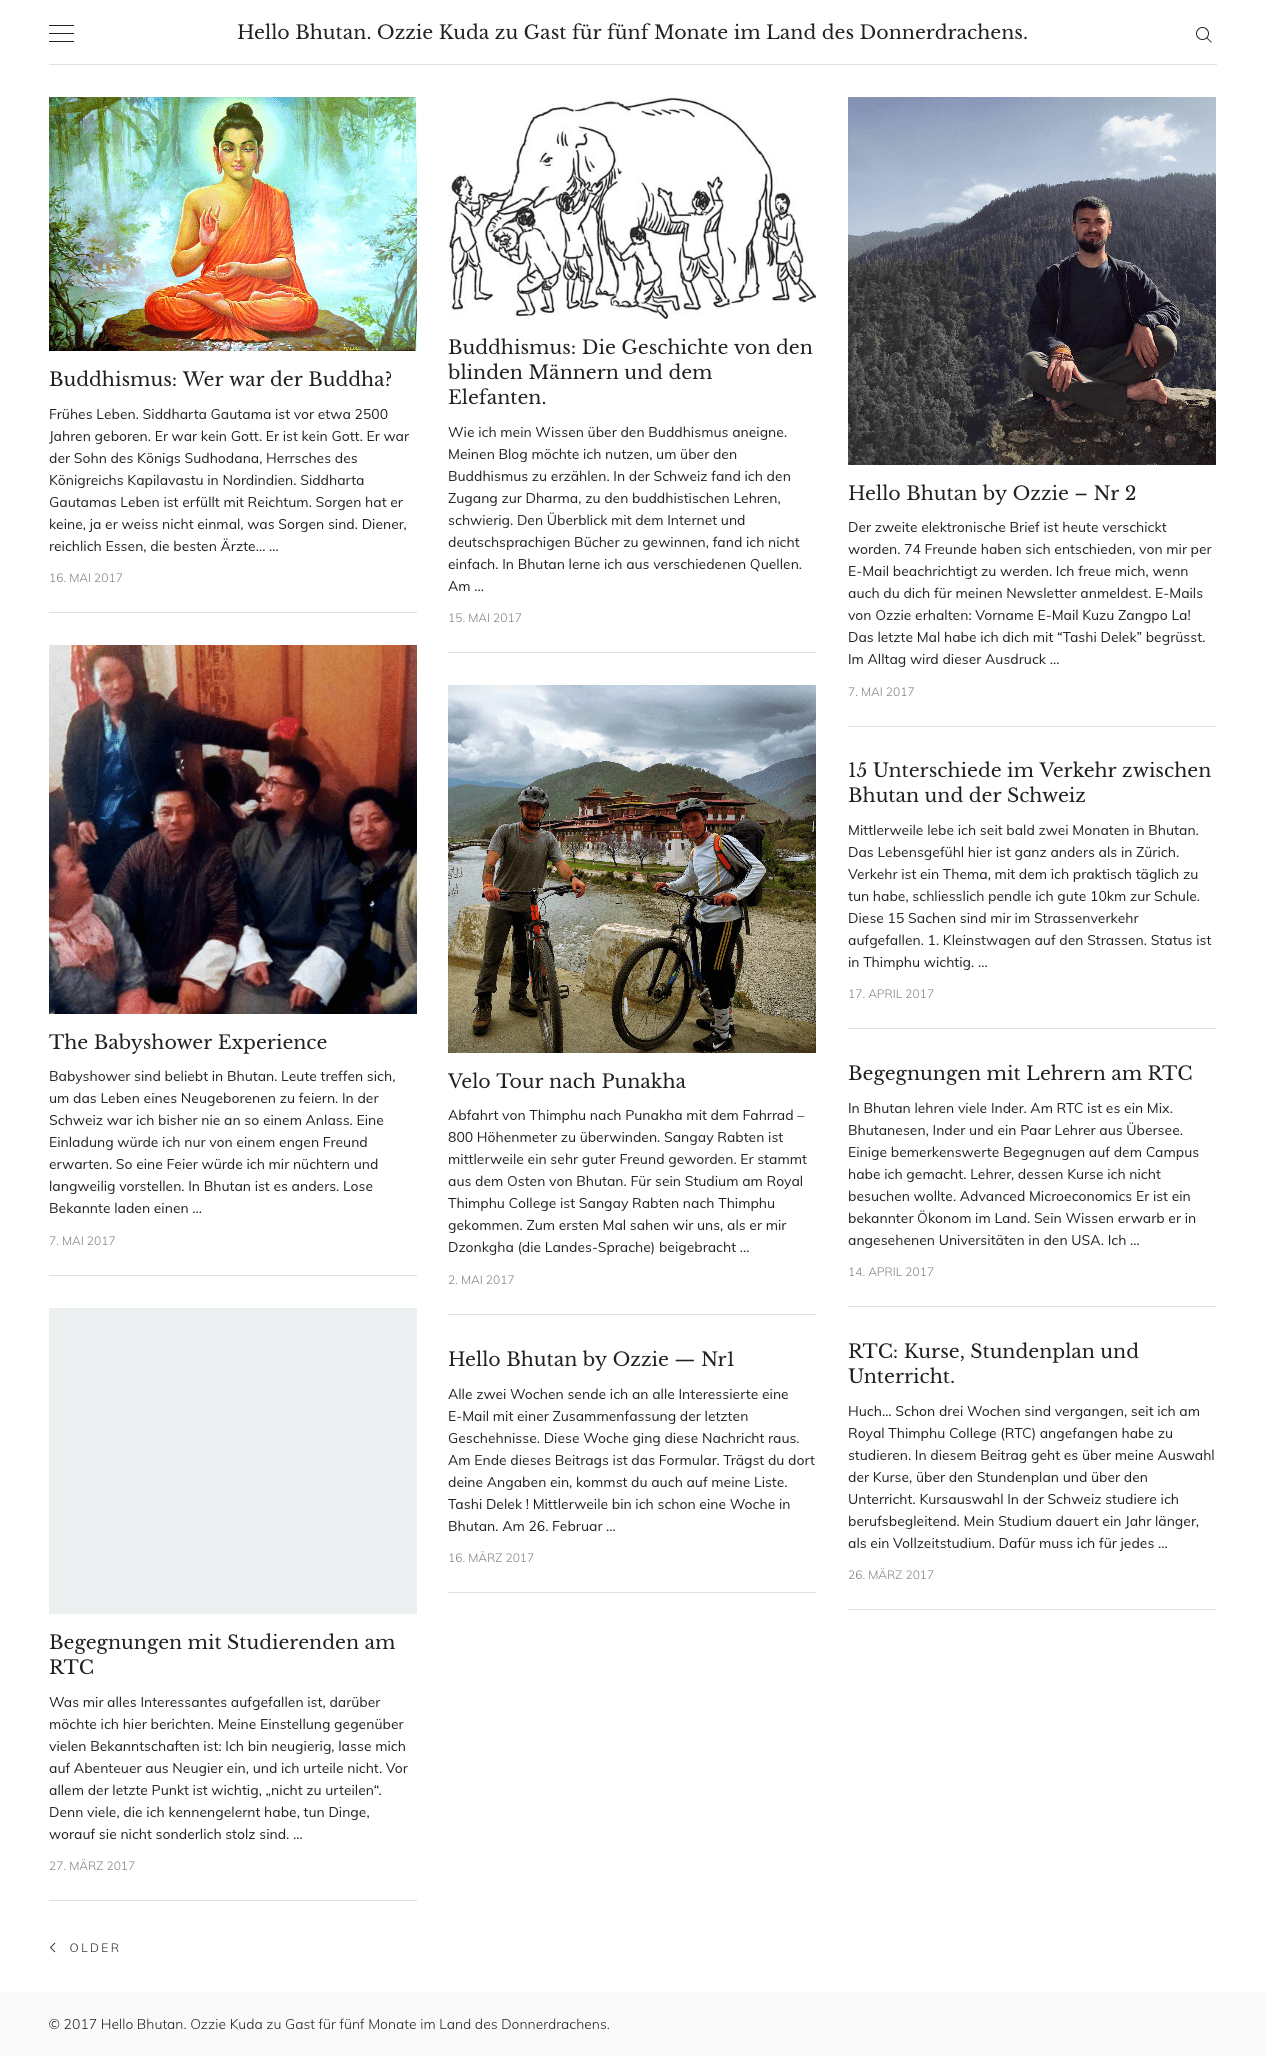 Hello Bhutan. Ozzie Kuda zu Gast für fünf Monate im Land des Donnerdrachens.
Buddhismus: Wer war der Buddha?
Frühes Leben. Siddharta Gautama ist vor etwa 2500
Jahren geboren. Er war kein Gott. Er ist kein Gott. Er war
der Sohn des Königs Sudhodana, Herrsches des
Königreichs Kapilavastu in Nordindien. Siddharta
Gautamas Leben ist erfüllt mit Reichtum. Sorgen hat er
keine, ja er weiss nicht einmal, was Sorgen sind. Diener,
reichlich Essen, die besten Ärzte… …
16. MAI 2017
The Babyshower Experience
Babyshower sind beliebt in Bhutan. Leute treffen sich,
um das Leben eines Neugeborenen zu feiern. In der
Schweiz war ich bisher nie an so einem Anlass. Eine
Einladung würde ich nur von einem engen Freund
erwarten. So eine Feier würde ich mir nüchtern und
langweilig vorstellen. In Bhutan ist es anders. Lose
Bekannte laden einen …
7. MAI 2017
Begegnungen mit Studierenden am
RTC
Was mir alles Interessantes aufgefallen ist, darüber
möchte ich hier berichten. Meine Einstellung gegenüber
vielen Bekanntschaften ist: Ich bin neugierig, lasse mich
auf Abenteuer aus Neugier ein, und ich urteile nicht. Vor
allem der letzte Punkt ist wichtig, „nicht zu urteilen“.
Denn viele, die ich kennengelernt habe, tun Dinge,
worauf sie nicht sonderlich stolz sind. …
27. MÄRZ 2017
Buddhismus: Die Geschichte von den
blinden Männern und dem
Elefanten.
Wie ich mein Wissen über den Buddhismus aneigne.
Meinen Blog möchte ich nutzen, um über den
Buddhismus zu erzählen. In der Schweiz fand ich den
Zugang zur Dharma, zu den buddhistischen Lehren,
schwierig. Den Überblick mit dem Internet und
deutschsprachigen Bücher zu gewinnen, fand ich nicht
einfach. In Bhutan lerne ich aus verschiedenen Quellen.
Am …
15. MAI 2017
Velo Tour nach Punakha
Abfahrt von Thimphu nach Punakha mit dem Fahrrad –
800 Höhenmeter zu überwinden. Sangay Rabten ist
mittlerweile ein sehr guter Freund geworden. Er stammt
aus dem Osten von Bhutan. Für sein Studium am Royal
Thimphu College ist Sangay Rabten nach Thimphu
gekommen. Zum ersten Mal sahen wir uns, als er mir
Dzonkgha (die Landes-Sprache) beigebracht …
2. MAI 2017
Hello Bhutan by Ozzie — Nr1
Alle zwei Wochen sende ich an alle Interessierte eine
E-Mail mit einer Zusammenfassung der letzten
Geschehnisse. Diese Woche ging diese Nachricht raus.
Am Ende dieses Beitrags ist das Formular. Trägst du dort
deine Angaben ein, kommst du auch auf meine Liste.
Tashi Delek ! Mittlerweile bin ich schon eine Woche in
Bhutan. Am 26. Februar …
16. MÄRZ 2017
Hello Bhutan by Ozzie – Nr 2
Der zweite elektronische Brief ist heute verschickt
worden. 74 Freunde haben sich entschieden, von mir per
E-Mail beachrichtigt zu werden. Ich freue mich, wenn
auch du dich für meinen Newsletter anmeldest. E-Mails
von Ozzie erhalten: Vorname E-Mail Kuzu Zangpo La!
Das letzte Mal habe ich dich mit “Tashi Delek” begrüsst.
Im Alltag wird dieser Ausdruck …
7. MAI 2017
15 Unterschiede im Verkehr zwischen
Bhutan und der Schweiz
Mittlerweile lebe ich seit bald zwei Monaten in Bhutan.
Das Lebensgefühl hier ist ganz anders als in Zürich.
Verkehr ist ein Thema, mit dem ich praktisch täglich zu
tun habe, schliesslich pendle ich gute 10km zur Schule.
Diese 15 Sachen sind mir im Strassenverkehr
aufgefallen. 1. Kleinstwagen auf den Strassen. Status ist
in Thimphu wichtig. …
17. APRIL 2017
Begegnungen mit Lehrern am RTC
In Bhutan lehren viele Inder. Am RTC ist es ein Mix.
Bhutanesen, Inder und ein Paar Lehrer aus Übersee.
Einige bemerkenswerte Begegnugen auf dem Campus
habe ich gemacht. Lehrer, dessen Kurse ich nicht
besuchen wollte. Advanced Microeconomics Er ist ein
bekannter Ökonom im Land. Sein Wissen erwarb er in
angesehenen Universitäten in den USA. Ich …
14. APRIL 2017
RTC: Kurse, Stundenplan und
Unterricht.
Huch… Schon drei Wochen sind vergangen, seit ich am
Royal Thimphu College (RTC) angefangen habe zu
studieren. In diesem Beitrag geht es über meine Auswahl
der Kurse, über den Stundenplan und über den
Unterricht. Kursauswahl In der Schweiz studiere ich
berufsbegleitend. Mein Studium dauert ein Jahr länger,
als ein Vollzeitstudium. Dafür muss ich für jedes …
26. MÄRZ 2017
OLDER
© 2017 Hello Bhutan. Ozzie Kuda zu Gast für fünf Monate im Land des Donnerdrachens.